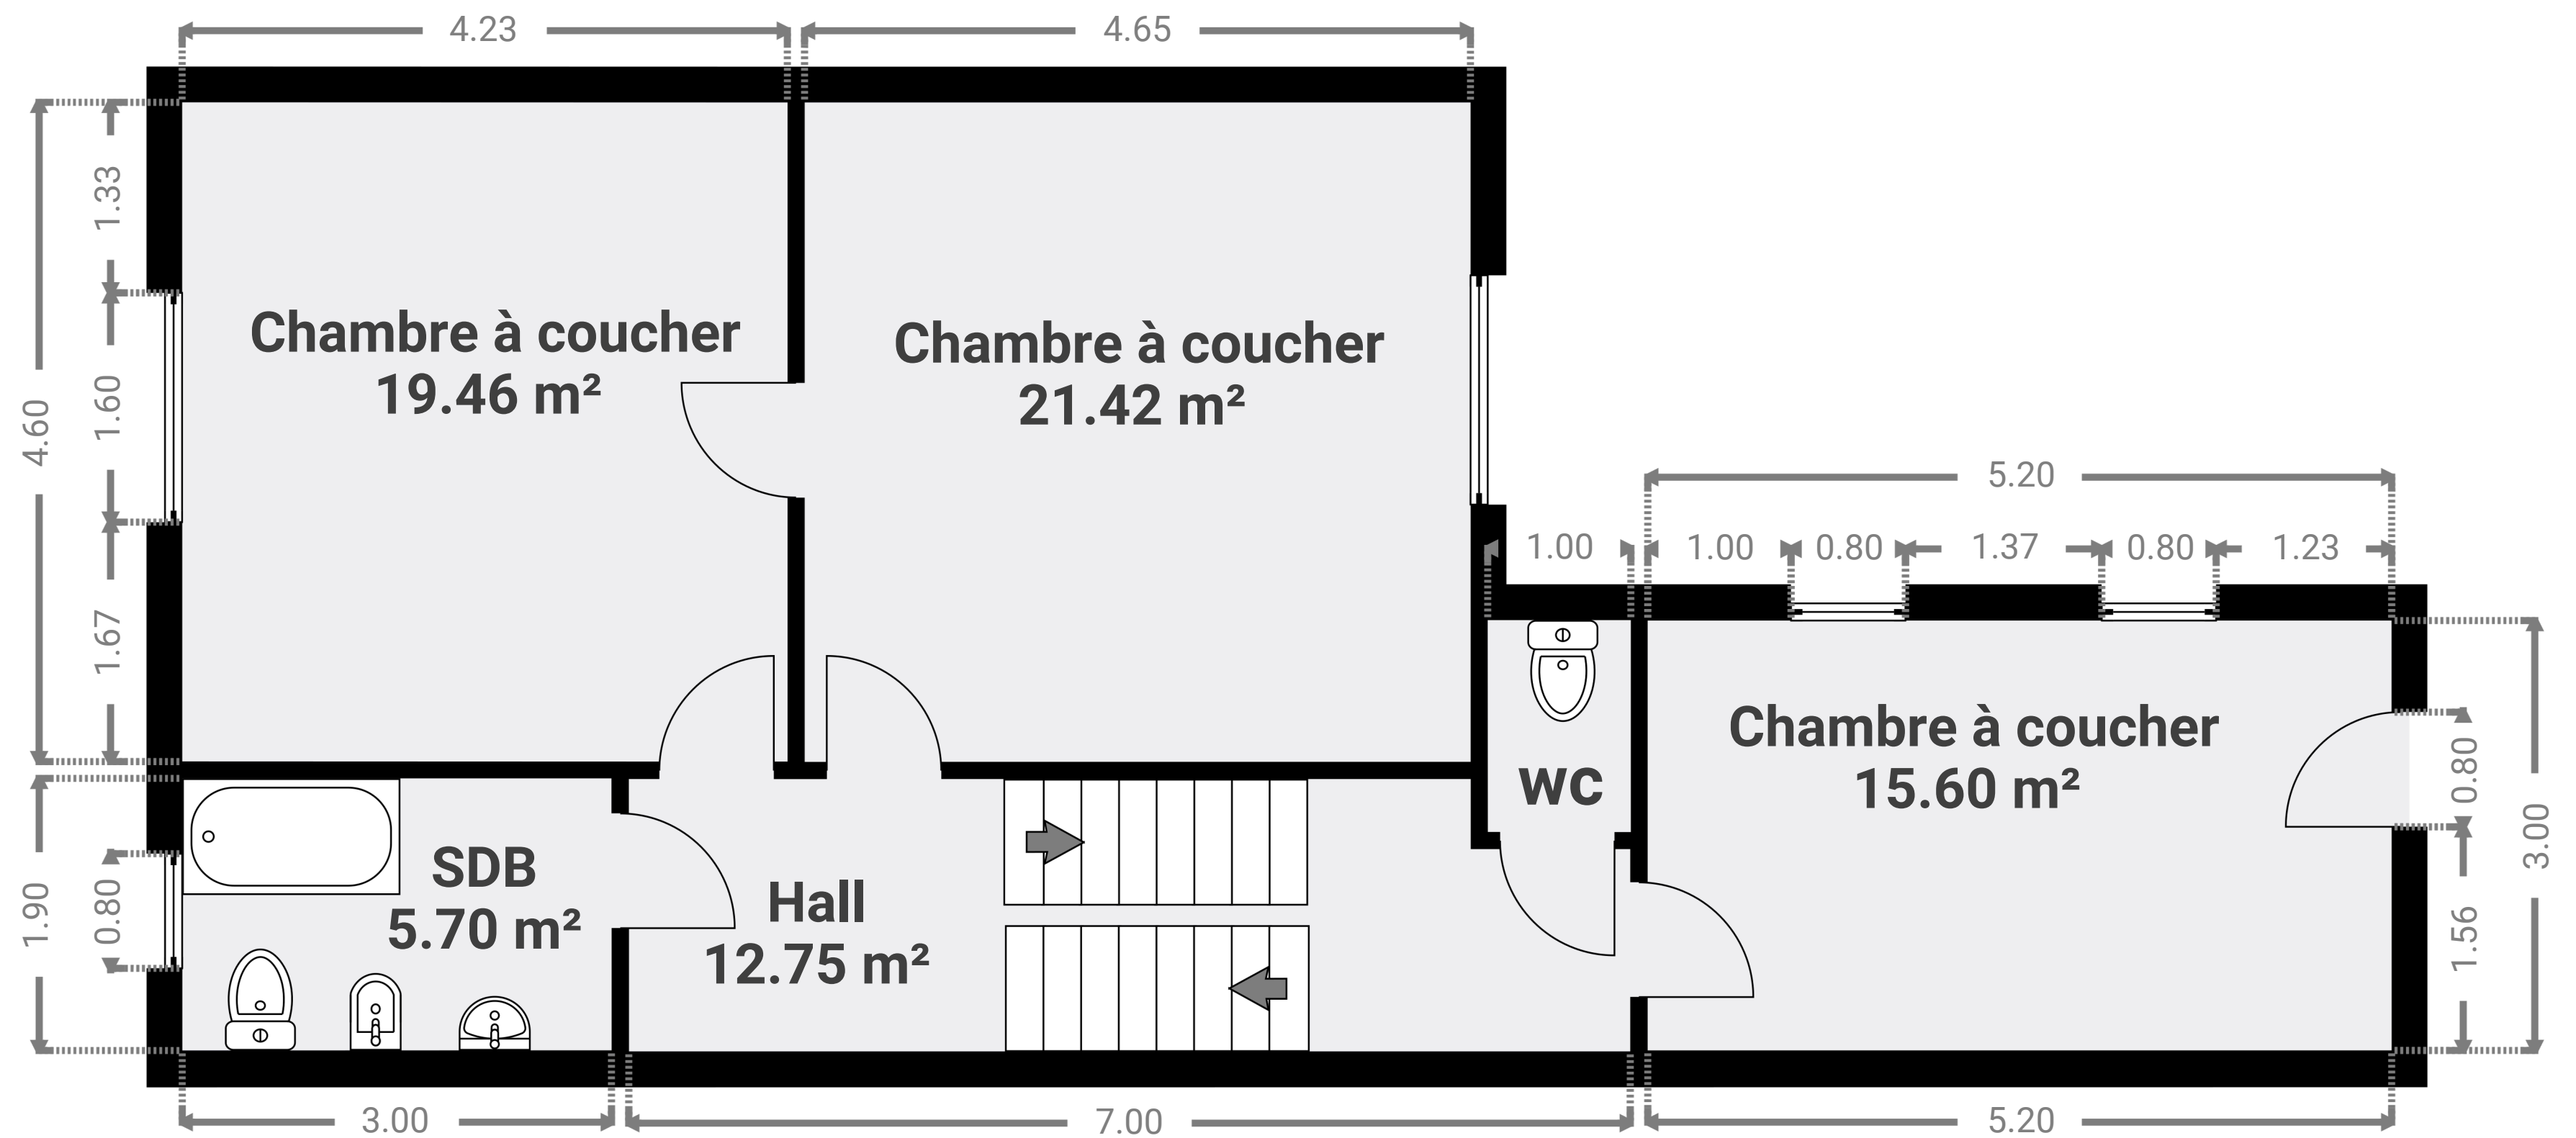 4.23
4.65
1.33
1.60
4.60
1.67
Chambre à coucher
19.46 m²
Chambre à coucher
21.42 m²
5.20
1.00
1.00
0.80
1.37
0.80
1.23
Chambre à coucher
15.60 m²
WC
0.80
3.00
1.56
SDB
5.70 m²
Hall
12.75 m²
1.90
0.80
3.00
7.00
5.20